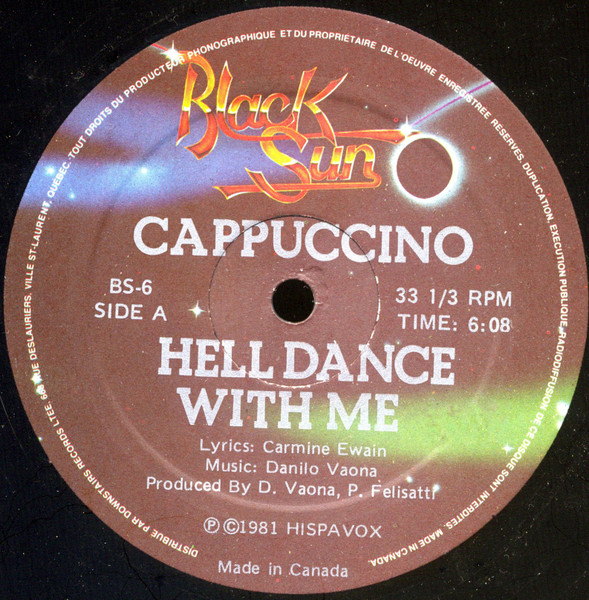 Black
Sun
CAPPUCCINO
BS-6
SIDE A
33 1/3 RPM
TIME: 6:08
HELL DANCE
WITH ME
Lyrics: Carmine Ewain
Music: Danilo Vaona
Produced By D. Vaona, P. Felisatti
Ⓟ©1981 HISPAVOX
Made in Canada
DISTRIBUE PAR DOWNSTAIRS RECORDS LTEE, RUE DESLAURIERS, VILLE ST-LAURENT, QUÉBEC. TOUT DROITS DU PRODUCTEUR PHONOGRAPHIQUE ET DU PROPRIETAIRE DE L'OEUVRE ENREGISTREE RESERVES. DUPLICATION, EXECUTION PUBLIQUE, RADIODIFFUSION DE CE DISQUE SONT INTERDITES. MADE IN CANADA.